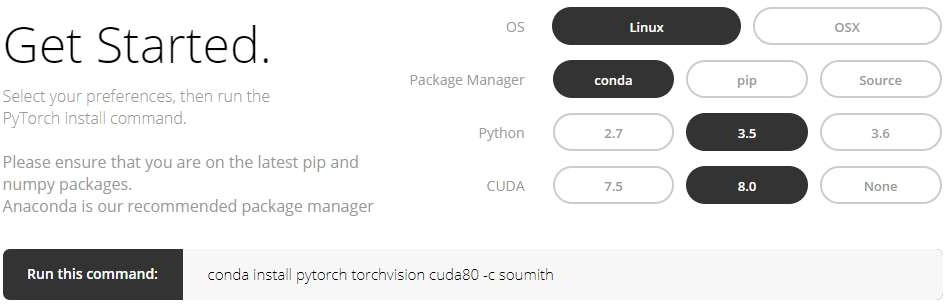 Get Started.
Select your preferences, then run the
PyTorch install command.
Please ensure that you are on the latest pip and
numpy packages.
Anaconda is our recommended package manager
OS Linux OSX
Package Manager conda pip Source
Python 2.7 3.5 3.6
CUDA 7.5 8.0 None
Run this command: conda install pytorch torchvision cuda80 -c soumith